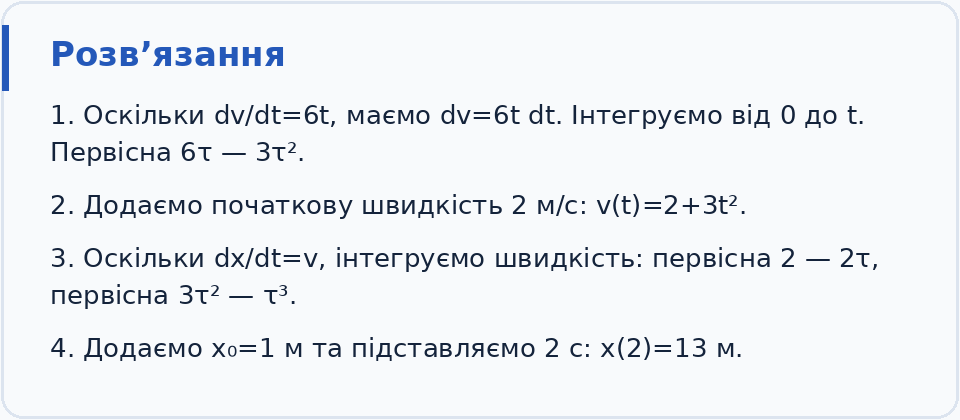 Розв’язання
1. Оскільки dv/dt=6t, маємо dv=6t dt. Інтегруємо від 0 до t.
Первісна 6τ — 3τ².
2. Додаємо початкову швидкість 2 м/с: v(t)=2+3t².
3. Оскільки dx/dt=v, інтегруємо швидкість: первісна 2 — 2τ,
первісна 3τ² — τ³.
4. Додаємо x₀=1 м та підставляємо 2 с: x(2)=13 м.